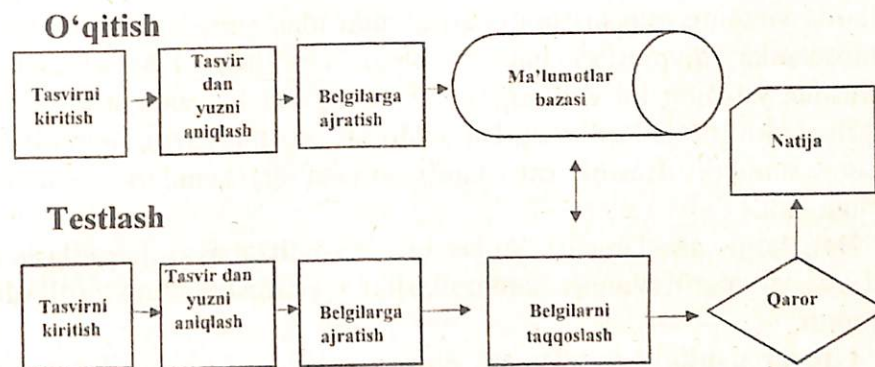 O‘qitish
Tasvirni
kiritish
Tasvir
dan
yuzni
aniqlash
Belgilarga
ajratish
Ma’lumotlar
bazasi
Natija
Testlash
Tasvirni
kiritish
Tasvir dan
yuzni
aniqlash
Belgilarga
ajratish
Belgilarni
taqqoslash
Qaror